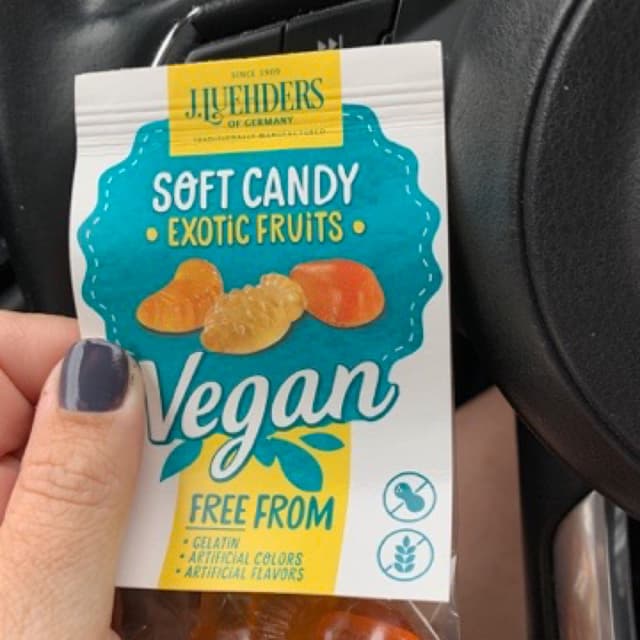 SINCE 1909
J.LUEHDERS
OF GERMANY
TRADITIONALLY MANUFACTURED
SOFT CANDY
• EXOTIC FRUITS •
Vegan
FREE FROM
• GELATIN
• ARTIFICIAL COLORS
• ARTIFICIAL FLAVORS